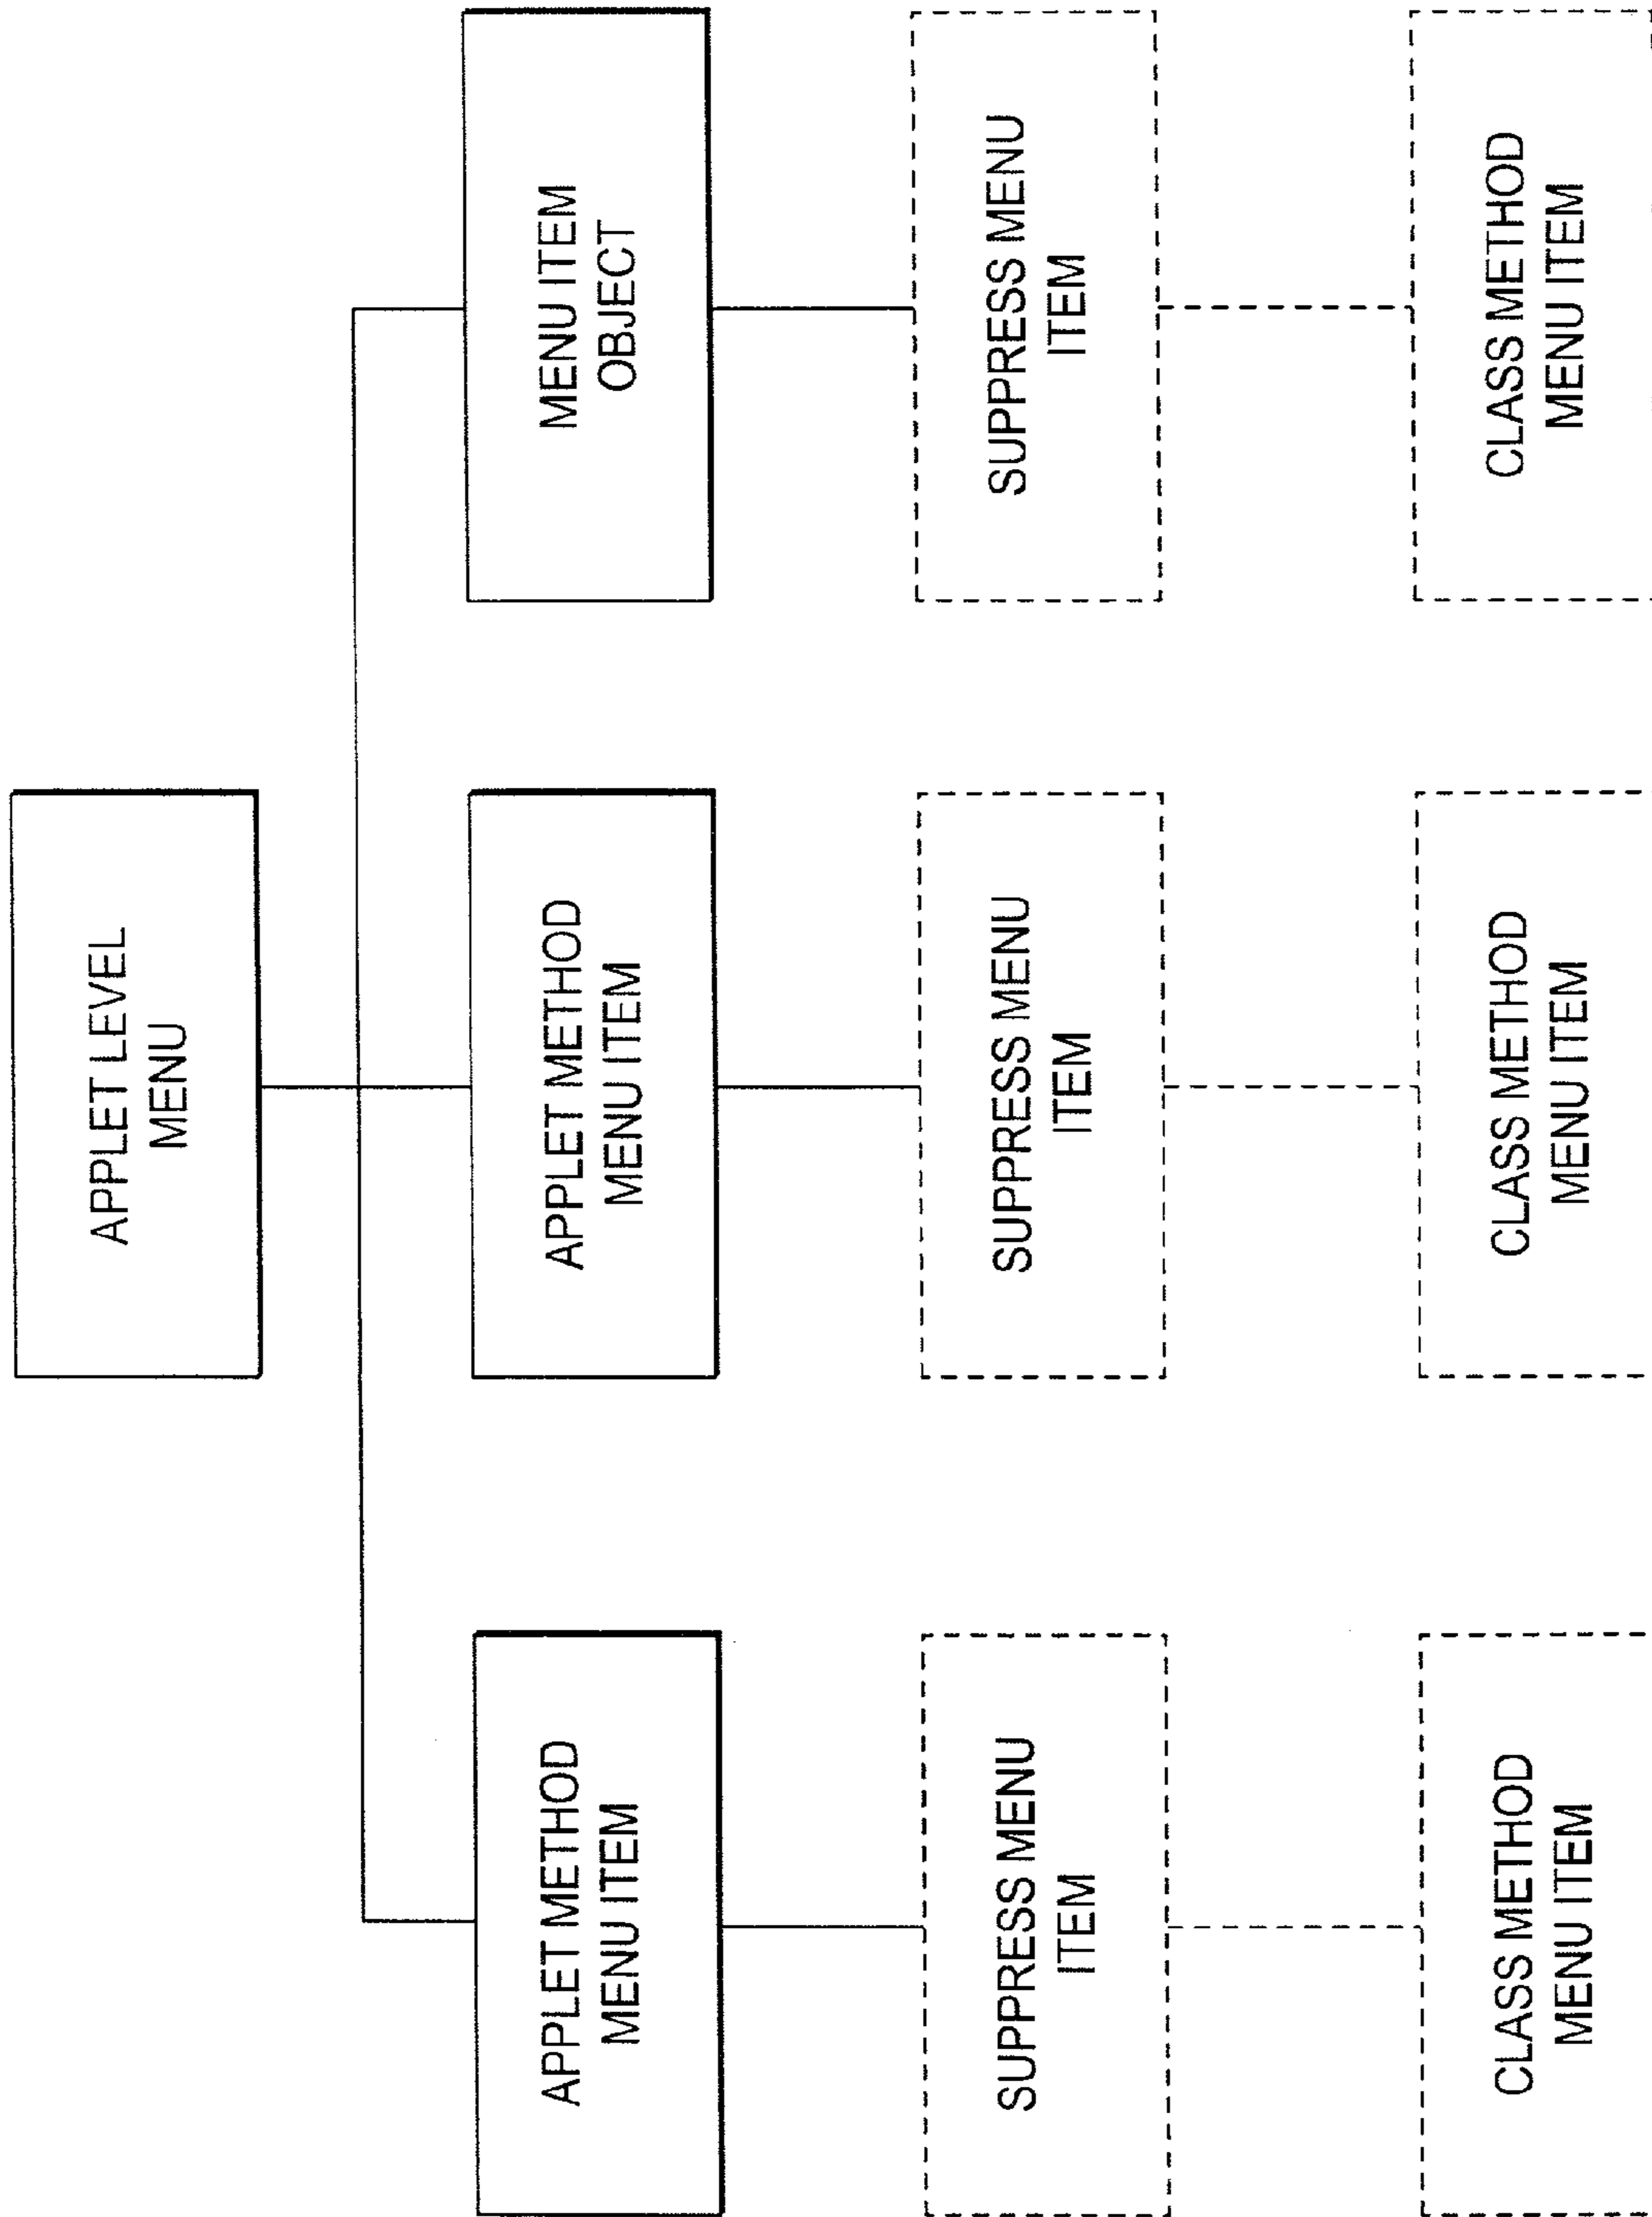 APPLET LEVEL
MENU
APPLET METHOD
MENU ITEM
APPLET METHOD
MENU ITEM
MENU ITEM
OBJECT
SUPPRESS MENU
ITEM
SUPPRESS MENU
ITEM
SUPPRESS MENU
ITEM
CLASS METHOD
MENU ITEM
CLASS METHOD
MENU ITEM
CLASS METHOD
MENU ITEM